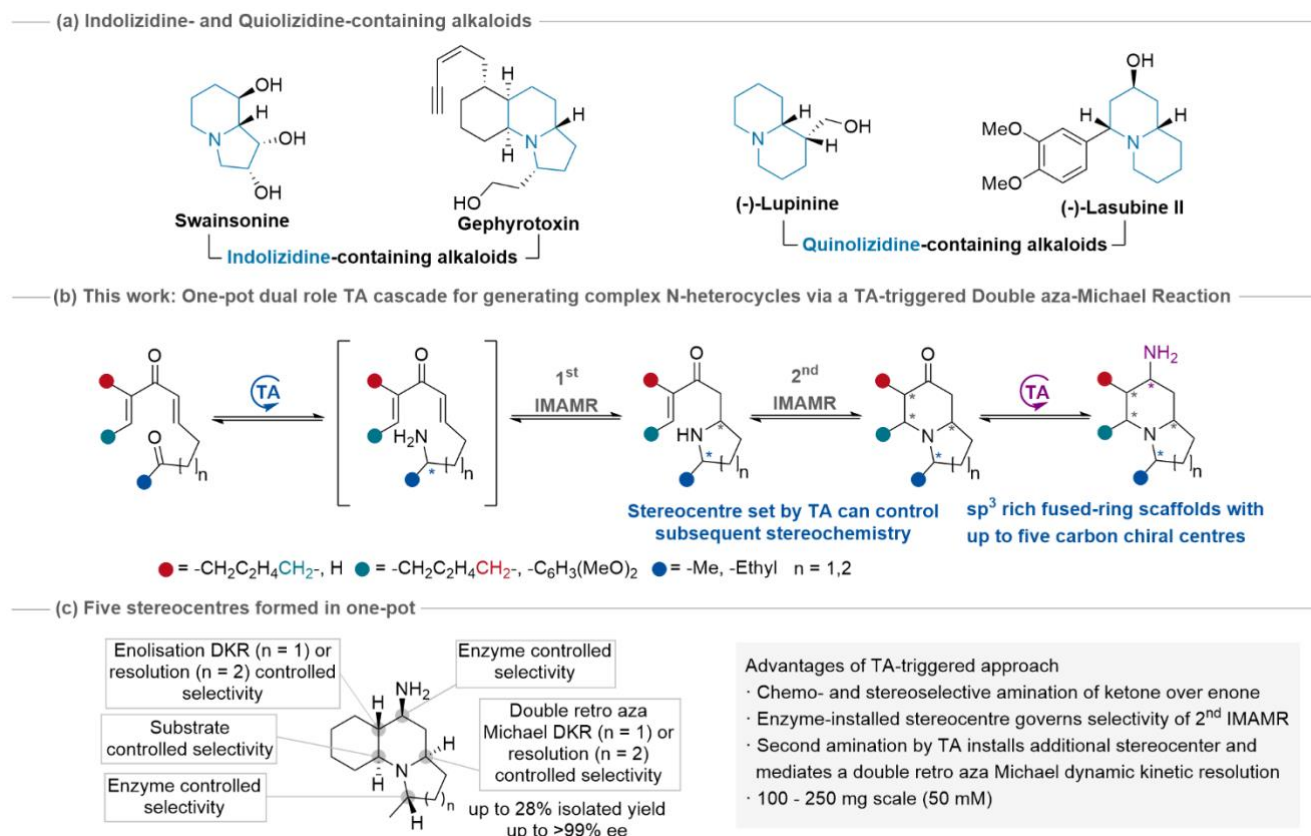 (a) Indolizidine- and Quiolizidine-containing alkaloids
OH
H
N
OH
OH
Swainsonine
H
H
N
H
HO
Gephyrotoxin
Indolizidine-containing alkaloids
H
N
OH
H
(-)-Lupinine
OH
MeO
H
H
N
MeO
(-)-Lasubine II
Quinolizidine-containing alkaloids
(b) This work: One-pot dual role TA cascade for generating complex N-heterocycles via a TA-triggered Double aza-Michael Reaction
O
O
n
TA
O
H2N
*
n
1st
IMAMR
O
HN
*
*
n
2nd
IMAMR
O
*
*
N
*
*
n
TA
NH2
*
*
*
N
*
*
n
Stereocentre set by TA can control
subsequent stereochemistry
sp3 rich fused-ring scaffolds with
up to five carbon chiral centres
= -CH2C2H4CH2-, H = -CH2C2H4CH2-, -C6H3(MeO)2 = -Me, -Ethyl n = 1,2
(c) Five stereocentres formed in one-pot
Enolisation DKR (n = 1) or
resolution (n = 2) controlled
selectivity
Substrate
controlled selectivity
Enzyme controlled
selectivity
Enzyme controlled
selectivity
Double retro aza
Michael DKR (n = 1) or
resolution (n = 2)
controlled selectivity
NH2
H
H
N
H
H
n
up to 28% isolated yield
up to >99% ee
Advantages of TA-triggered approach
· Chemo- and stereoselective amination of ketone over enone
· Enzyme-installed stereocentre governs selectivity of 2nd IMAMR
· Second amination by TA installs additional stereocenter and
mediates a double retro aza Michael dynamic kinetic resolution
· 100 - 250 mg scale (50 mM)